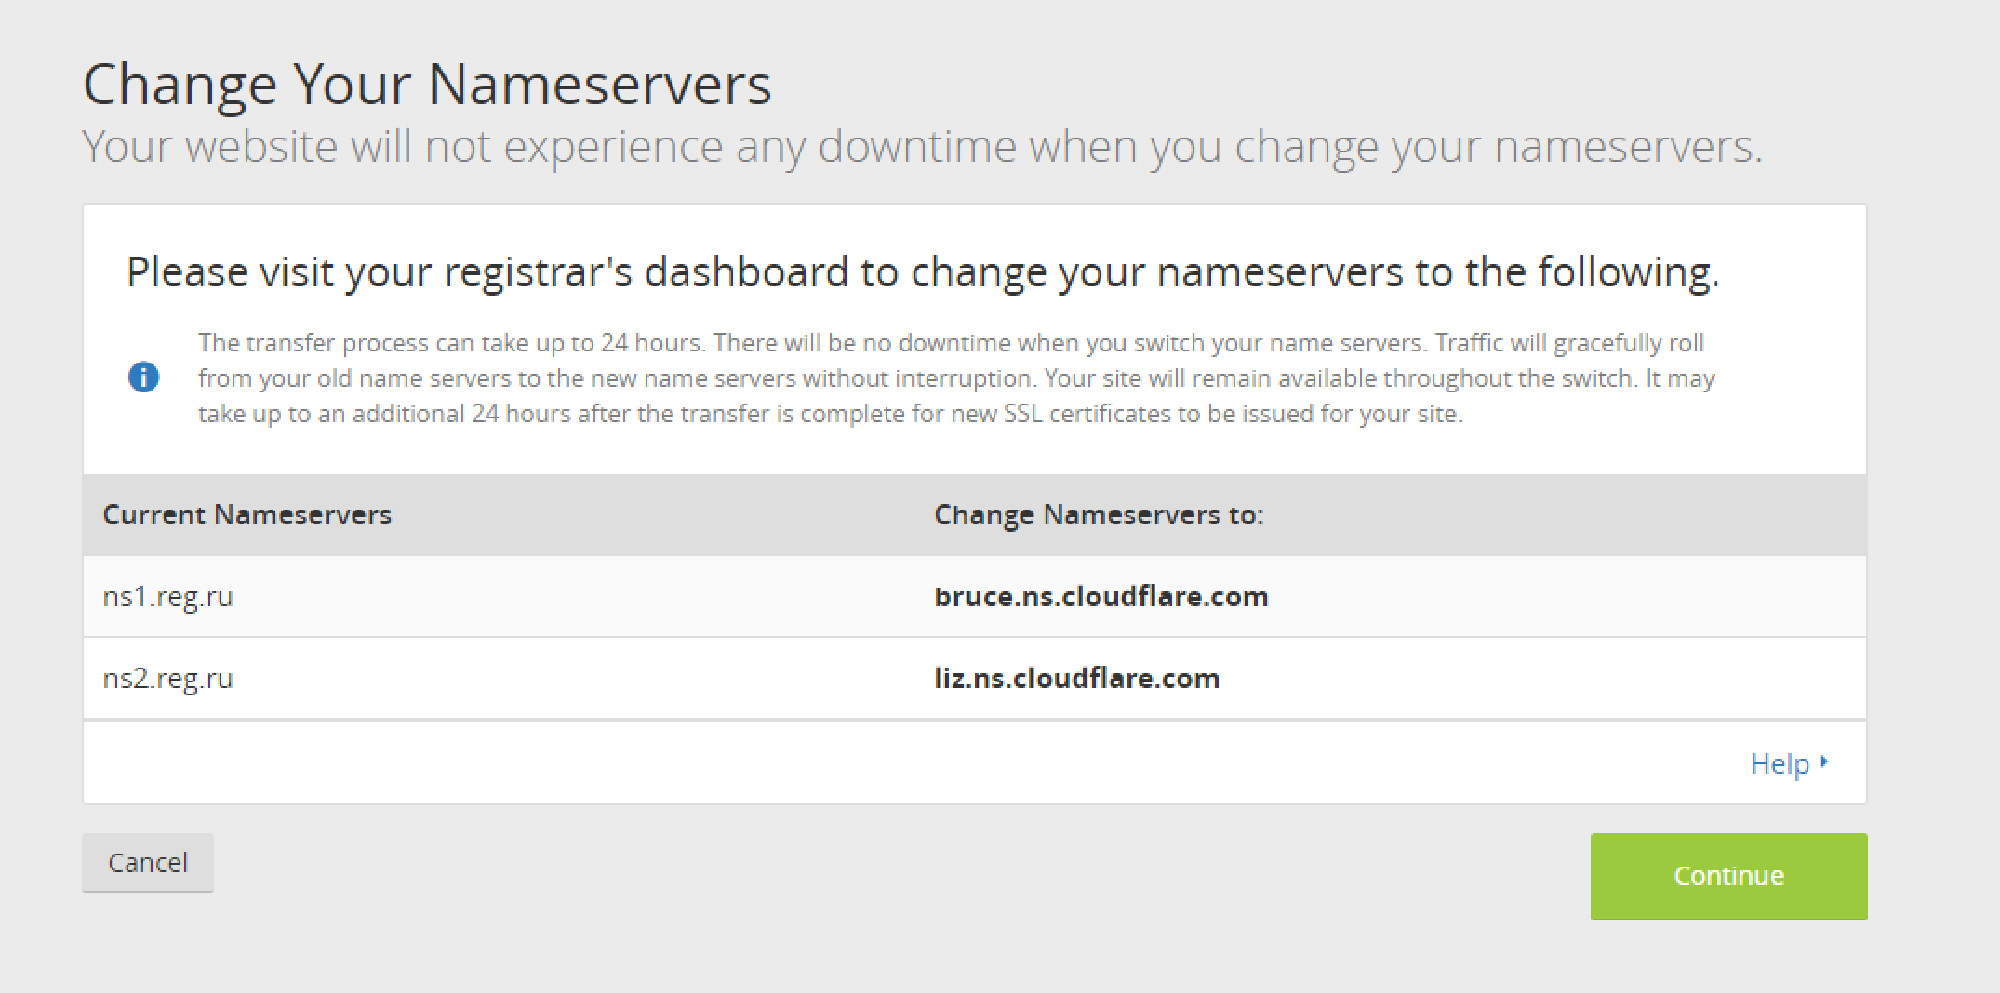 Change Your Nameservers
Your website will not experience any downtime when you change your nameservers.
Please visit your registrar's dashboard to change your nameservers to the following.
The transfer process can take up to 24 hours. There will be no downtime when you switch your name servers. Traffic will gracefully roll
from your old name servers to the new name servers without interruption. Your site will remain available throughout the switch. It may
take up to an additional 24 hours after the transfer is complete for new SSL certificates to be issued for your site.
Current Nameservers Change Nameservers to:
ns1.reg.ru bruce.ns.cloudflare.com
ns2.reg.ru liz.ns.cloudflare.com
Help
Cancel Continue